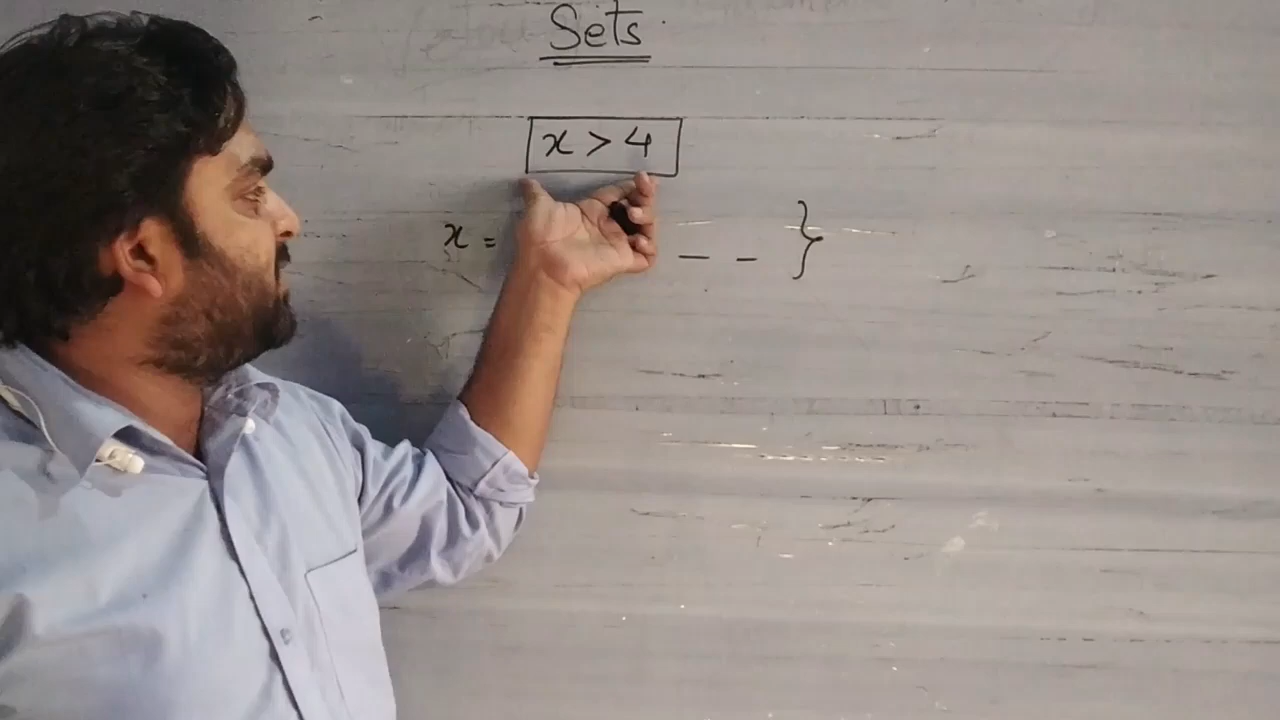 Sets
x > 4
x = _ _ }